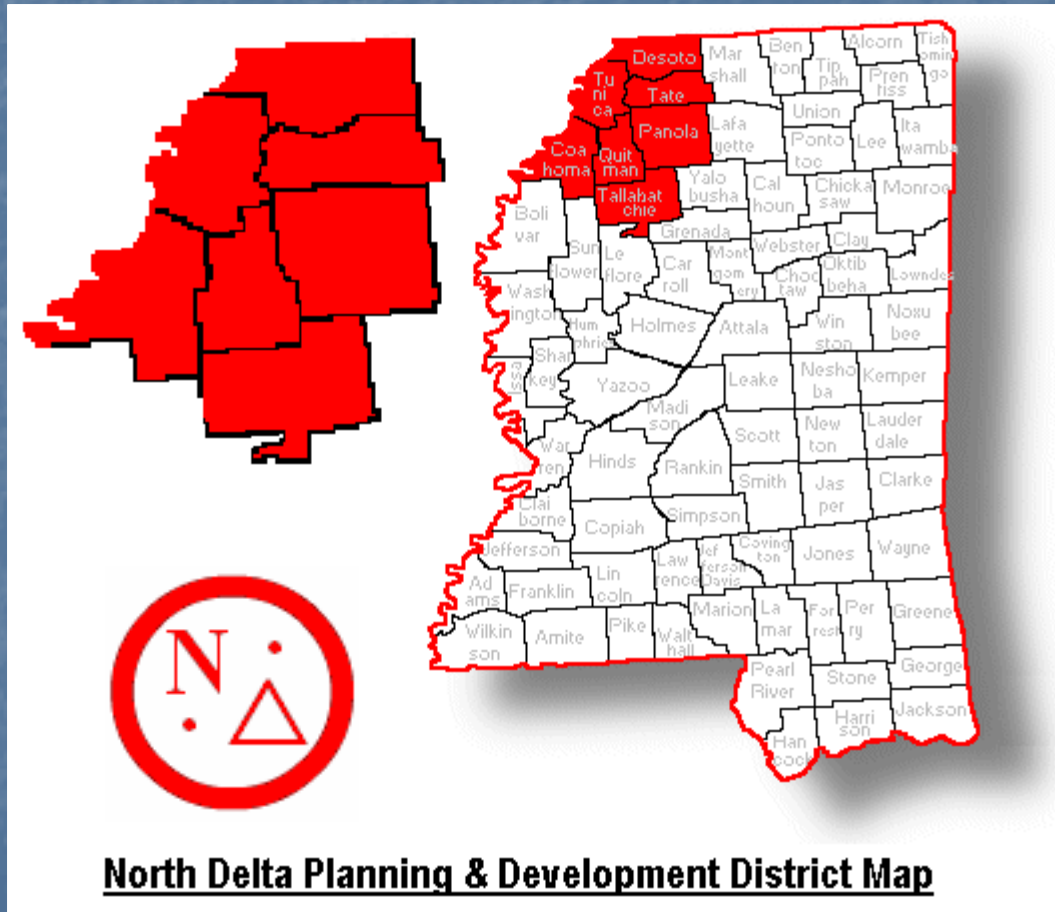 Desoto
Mar
shall
Ben
ton
Tip
pah
Alcorn
Tish
omin
go
Pren
tiss
Tu
ni
ca
Tate
Union
Panola
Lafa
yette
Ponto
toc
Lee
Ita
wamba
Coa
homa
Quit
man
Yalo
busha
Cal
houn
Chicka
saw
Monroe
Tallahat
chie
Boli
var
Grenada
Sun
flower
Le
flore
Car
roll
Mont
gom
ery
Webster
Clay
Choc
taw
Oktib
beha
Lowndes
Wash
ington
Hum
phries
Holmes
Attala
Win
ston
Noxu
bee
Shar
key
issa
Yazoo
Madi
son
Leake
Nesho
ba
Kemper
War
ren
Hinds
Rankin
Scott
New
ton
Lauder
dale
Smith
Jas
per
Clarke
Clai
borne
Copiah
Simpson
Jefferson
Law
rence
Jef
ferson
Davis
Coving
ton
Jones
Wayne
Ad
ams
Franklin
Lin
coln
Marion
La
mar
For
rest
Per
ry
Greene
Wilkin
son
Amite
Pike
Walt
hall
Pearl
River
Stone
George
Han
cock
Harri
son
Jackson
N
North Delta Planning & Development District Map